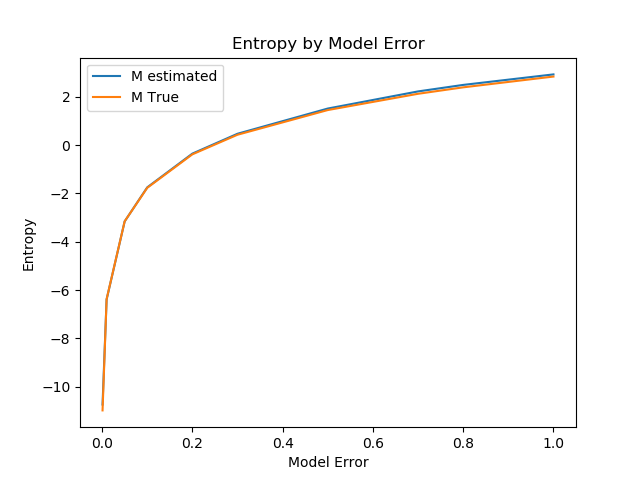 Entropy by Model Error
M estimated
M True
2
0
−2
−4
−6
−8
−10
Entropy
0.0 0.2 0.4 0.6 0.8 1.0
Model Error